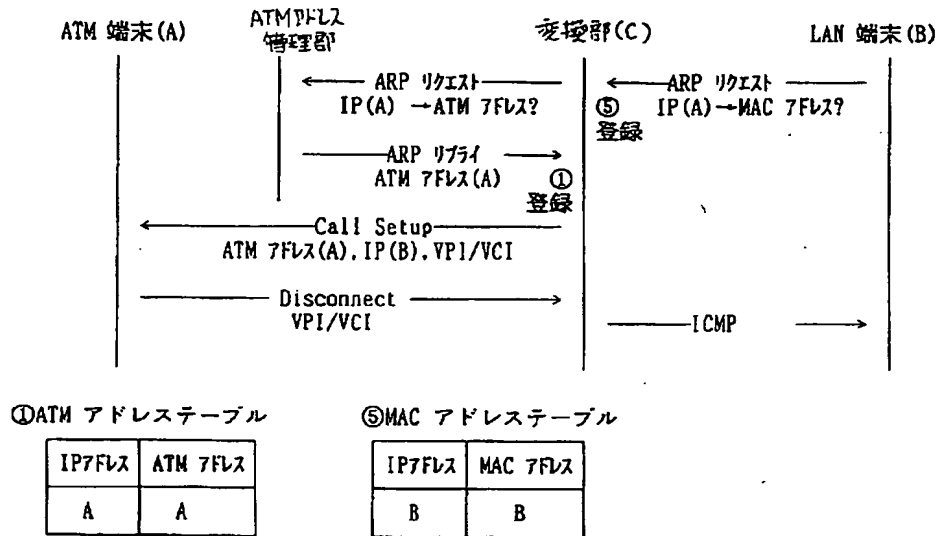 ATM 端末(A)
ATMアドレス
管理部
変換部(C)
LAN 端末(B)
ARP リクエスト
IP(A) →ATM アドレス?
ARP リクエスト
⑤ IP(A)→MAC アドレス?
登録
ARP リプライ
ATM アドレス(A) ①
登録
Call Setup
ATM アドレス(A).IP(B).VPI/VCI
Disconnect
VPI/VCI
ICMP
①ATM アドレステーブル
IPアドレス ATM アドレス
A A
⑤MAC アドレステーブル
IPアドレス MAC アドレス
B B